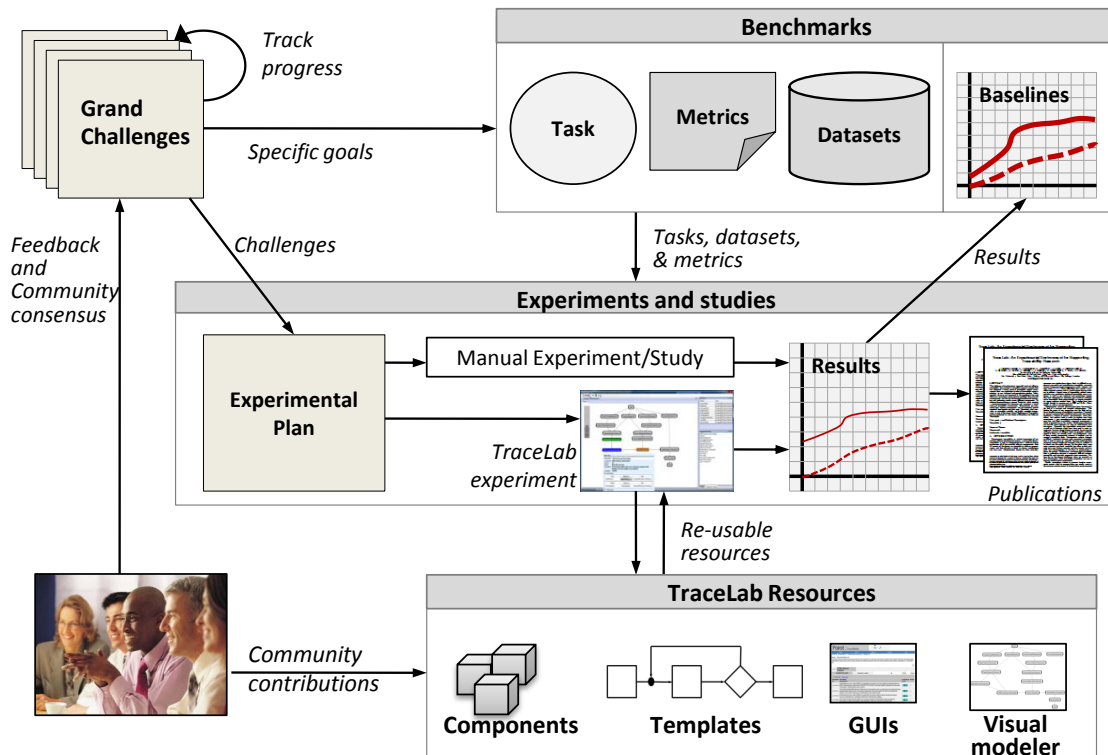 Benchmarks
Track
progress
Grand
Challenges
Specific goals
Task
Metrics
Datasets
Baselines
Feedback
and
Community
consensus
Challenges
Tasks, datasets,
& metrics
Results
Experiments and studies
Experimental
Plan
Manual Experiment/Study
TraceLab
experiment
Results
Publications
Re-usable
resources
TraceLab Resources
Community
contributions
Components
Templates
GUIs
Visual
modeler